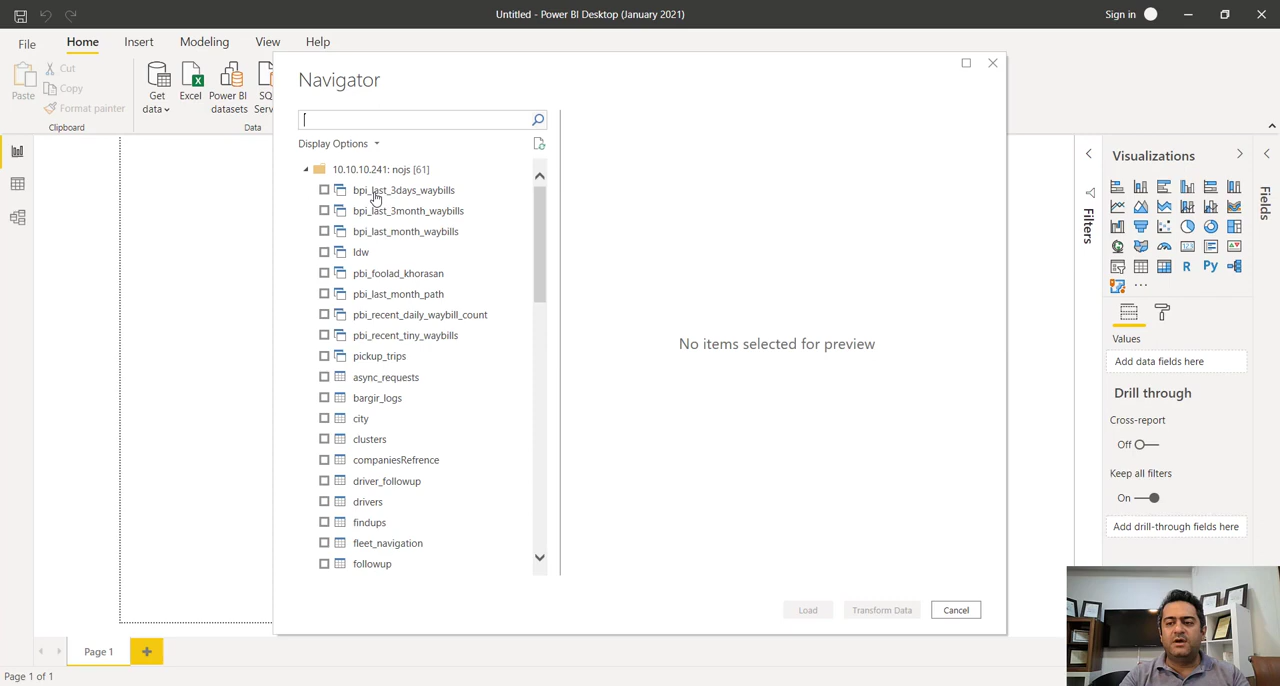 Untitled - Power BI Desktop (January 2021)
Sign in
File
Home
Insert
Modeling
View
Help
Paste
Cut
Copy
Format painter
Clipboard
Get data
Excel
Power BI datasets
Data
Navigator
Display Options
10.10.10.241: nojs [61]
bpi_last_3days_waybills
bpi_last_3month_waybills
bpi_last_month_waybills
ldw
pbi_foolad_khorasan
pbi_last_month_path
pbi_recent_daily_waybill_count
pbi_recent_tiny_waybills
pickup_trips
async_requests
bargir_logs
city
clusters
companiesRefrence
driver_followup
drivers
findups
fleet_navigation
followup
No items selected for preview
Load
Transform Data
Cancel
Filters
Visualizations
R
Py
Values
Add data fields here
Drill through
Cross-report
Off
Keep all filters
On
Add drill-through fields here
Fields
Page 1
Page 1 of 1